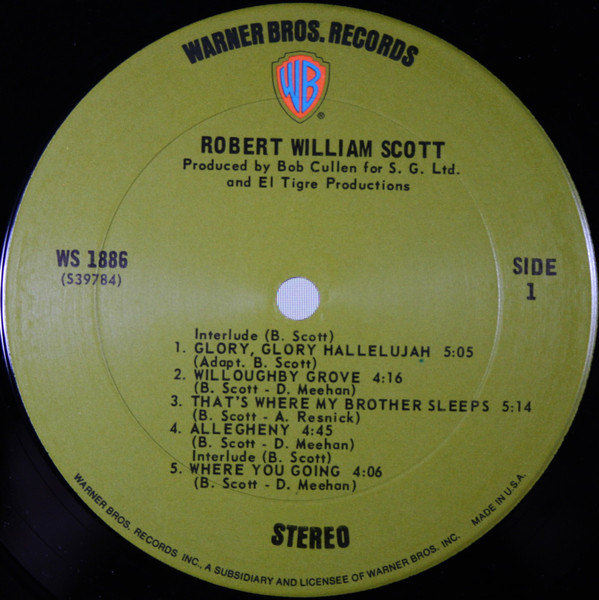 WARNER BROS. RECORDS
WB
®
ROBERT WILLIAM SCOTT
Produced by Bob Cullen for S. G. Ltd.
and El Tigre Productions
WS 1886
(S39784)
SIDE
1
Interlude (B. Scott)
1. GLORY, GLORY HALLELUJAH 5:05
(Adapt. B. Scott)
2. WILLOUGHBY GROVE 4:16
(B. Scott - D. Meehan)
3. THAT'S WHERE MY BROTHER SLEEPS 5:14
(B. Scott - A. Resnick)
4. ALLEGHENY 4:45
(B. Scott - D. Meehan)
Interlude (B. Scott)
5. WHERE YOU GOING 4:06
(B. Scott - D. Meehan)
STEREO
WARNER BROS. RECORDS INC., A SUBSIDIARY AND LICENSEE OF WARNER BROS. INC. MADE IN U.S.A.